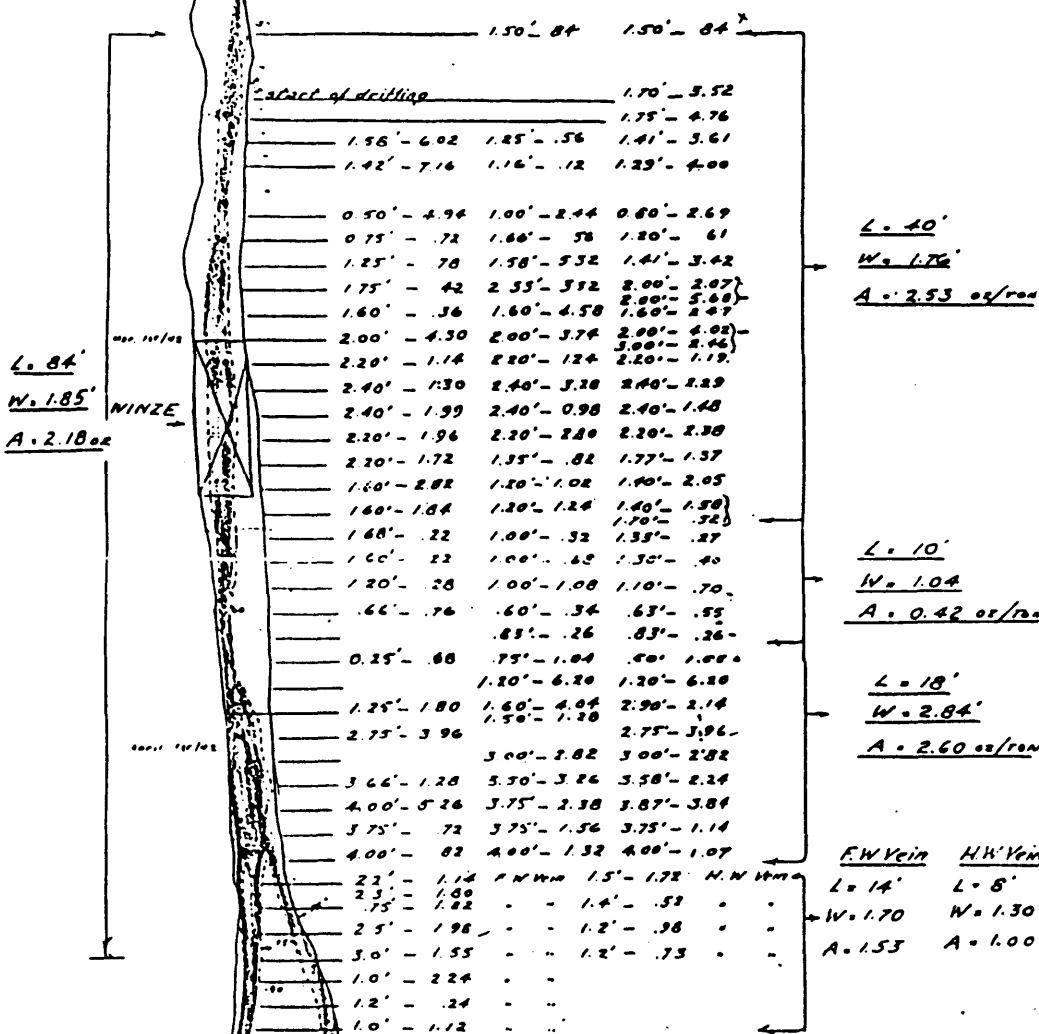 1.50' - 84 1.50' - 84 x
start of drifting 1.70' - 3.52
1.75' - 4.76
1.58' - 6.02 1.25' - .56 1.41' - 3.61
1.42' - 7.16 1.16' - .12 1.29' - 4.00
0.50' - 4.94 1.00' - 2.44 0.80' - 2.69
0.75' - .72 1.66' - 56 1.20' - 61
1.25' - .78 1.58' - 5.32 1.41' - 3.42
1.75' - 42 2.33' - 3.32 2.00' - 2.07
2.00' - 5.60
1.60' - .36 1.60' - 4.58 1.60' - 2.47
2.00' - 4.30 2.00' - 3.74 2.00' - 4.02
3.00' - 2.46
2.20' - 1.14 2.20' - 1.24 2.20' - 1.19
2.40' - 1.30 2.40' - 3.28 2.40' - 2.29
2.40' - 1.99 2.40' - 0.98 2.40' - 1.48
2.20' - 1.96 2.20' - 2.80 2.20' - 2.38
2.20' - 1.72 1.35' - .82 1.77' - 1.37
1.60' - 2.82 1.20' - 1.02 1.40' - 2.05
1.60' - 1.84 1.20' - 1.24 1.40' - 1.58
1.70' - .52
1.68' - .22 1.00' - .32 1.33' - .27
1.60' - 22 1.00' - .62 1.30' - .40
1.20' - .28 1.00' - 1.08 1.10' - .70
.66' - .76 .60' - .34 .63' - .55
.83' - .26 .83' - .26
0.25' - .68 .75' - 1.04 .50'
1.20' - 6.20 1.20' - 6.20
1.25' - 1.80 1.60' - 4.04 2.90' - 2.14
1.50' - 1.28
2.75' - 3.96 2.75' - 3.96
3.00' - 2.82 3.00' - 2.82
3.66' - 1.28 3.50' - 3.26 3.58' - 2.24
4.00' - 5.26 3.75' - 2.38 3.87' - 3.84
3.75' - .72 3.75' - 1.56 3.75' - 1.14
4.00' - 82 4.00' - 1.32 4.00' - 1.07
2.2' - 1.14 F.W Vein 1.5' - 1.72 H.W Vein
2.3' - 1.80
.75' - 1.82 " " 1.4' - .52 " "
2.5' - 1.98 " " 1.2' - .98 " "
3.0' - 1.55 " " 1.2' - .73 " "
1.0' - 2.24 " "
1.2' - .24 " "
1.0' - 1.12 " "
L = 84'
W = 1.85'
A = 2.18 oz
WINZE
L = 40'
W = 1.76'
A = 2.53 oz/ton
L = 10'
W = 1.04
A = 0.42 oz/ton
L = 18'
W = 2.84'
A = 2.60 oz/ton
F.W Vein H.W Vein
L = 14' L = 8'
W = 1.70 W = 1.30
A = 1.53 A = 1.00